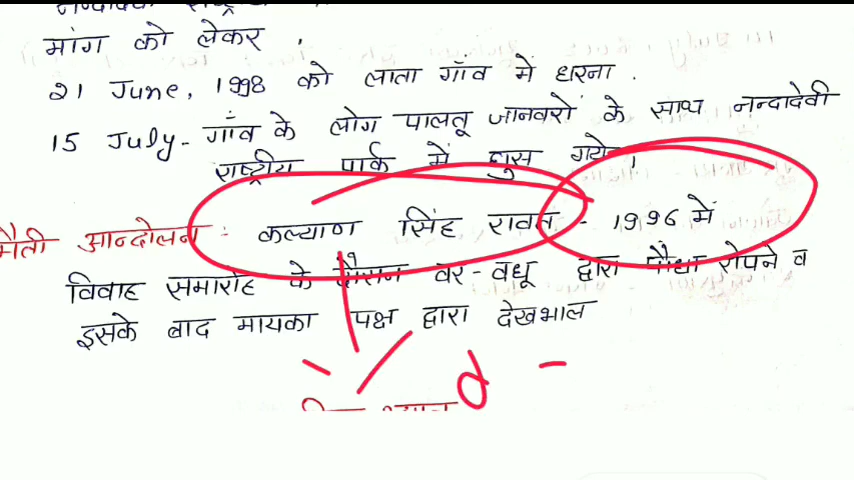 मांग को लेकर .
21 June, 1998 को लाता गाँव में धरना .
15 July - गाँव के लोग पालतू जानवरों के साथ नन्दादेवी
राष्ट्रीय पार्क में घुस गये।
मैती आन्दोलन : कल्याण सिंह रावत - 1996 में
विवाह समारोह के दौरान वर - वधू द्वारा पौधा रोपने व
इसके बाद मायका पक्ष द्वारा देखभाल